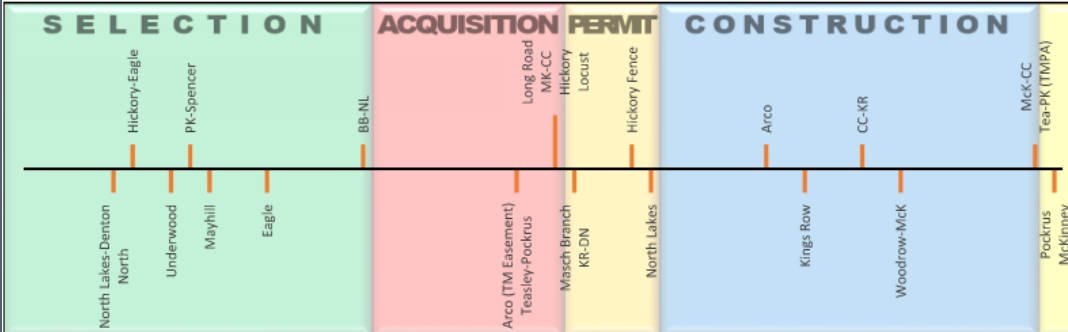 SELECTION
ACQUISITION
PERMIT
CONSTRUCTION
Hickory-Eagle
PK-Spencer
BB-NL
Long Road
MK-CC
Hickory
Locust
Hickory Fence
Arco
CC-KR
McK-CC
Tea-PK (TMPA)
North Lakes-Denton
North
Underwood
Mayhill
Eagle
Arco (TM Easement)
Teasley-Pockrus
Masch Branch
KR-DN
North Lakes
Kings Row
Woodrow-McK
Pockrus
McKinney